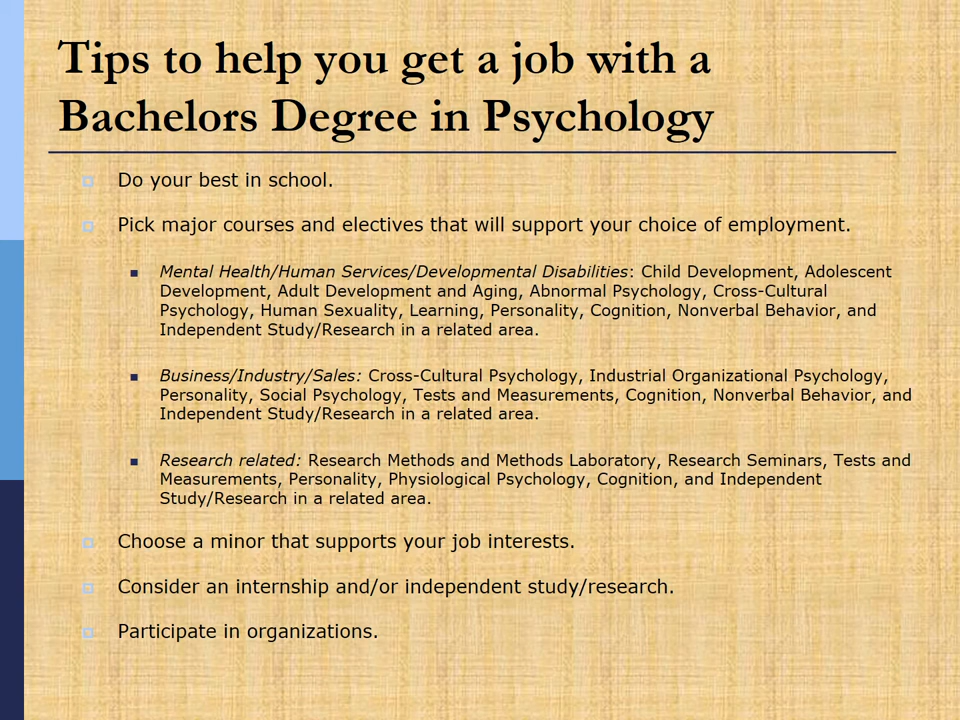 Tips to help you get a job with a
Bachelors Degree in Psychology
Do your best in school.
Pick major courses and electives that will support your choice of employment.
Mental Health/Human Services/Developmental Disabilities: Child Development, Adolescent
Development, Adult Development and Aging, Abnormal Psychology, Cross-Cultural
Psychology, Human Sexuality, Learning, Personality, Cognition, Nonverbal Behavior, and
Independent Study/Research in a related area.
Business/Industry/Sales: Cross-Cultural Psychology, Industrial Organizational Psychology,
Personality, Social Psychology, Tests and Measurements, Cognition, Nonverbal Behavior, and
Independent Study/Research in a related area.
Research related: Research Methods and Methods Laboratory, Research Seminars, Tests and
Measurements, Personality, Physiological Psychology, Cognition, and Independent
Study/Research in a related area.
Choose a minor that supports your job interests.
Consider an internship and/or independent study/research.
Participate in organizations.